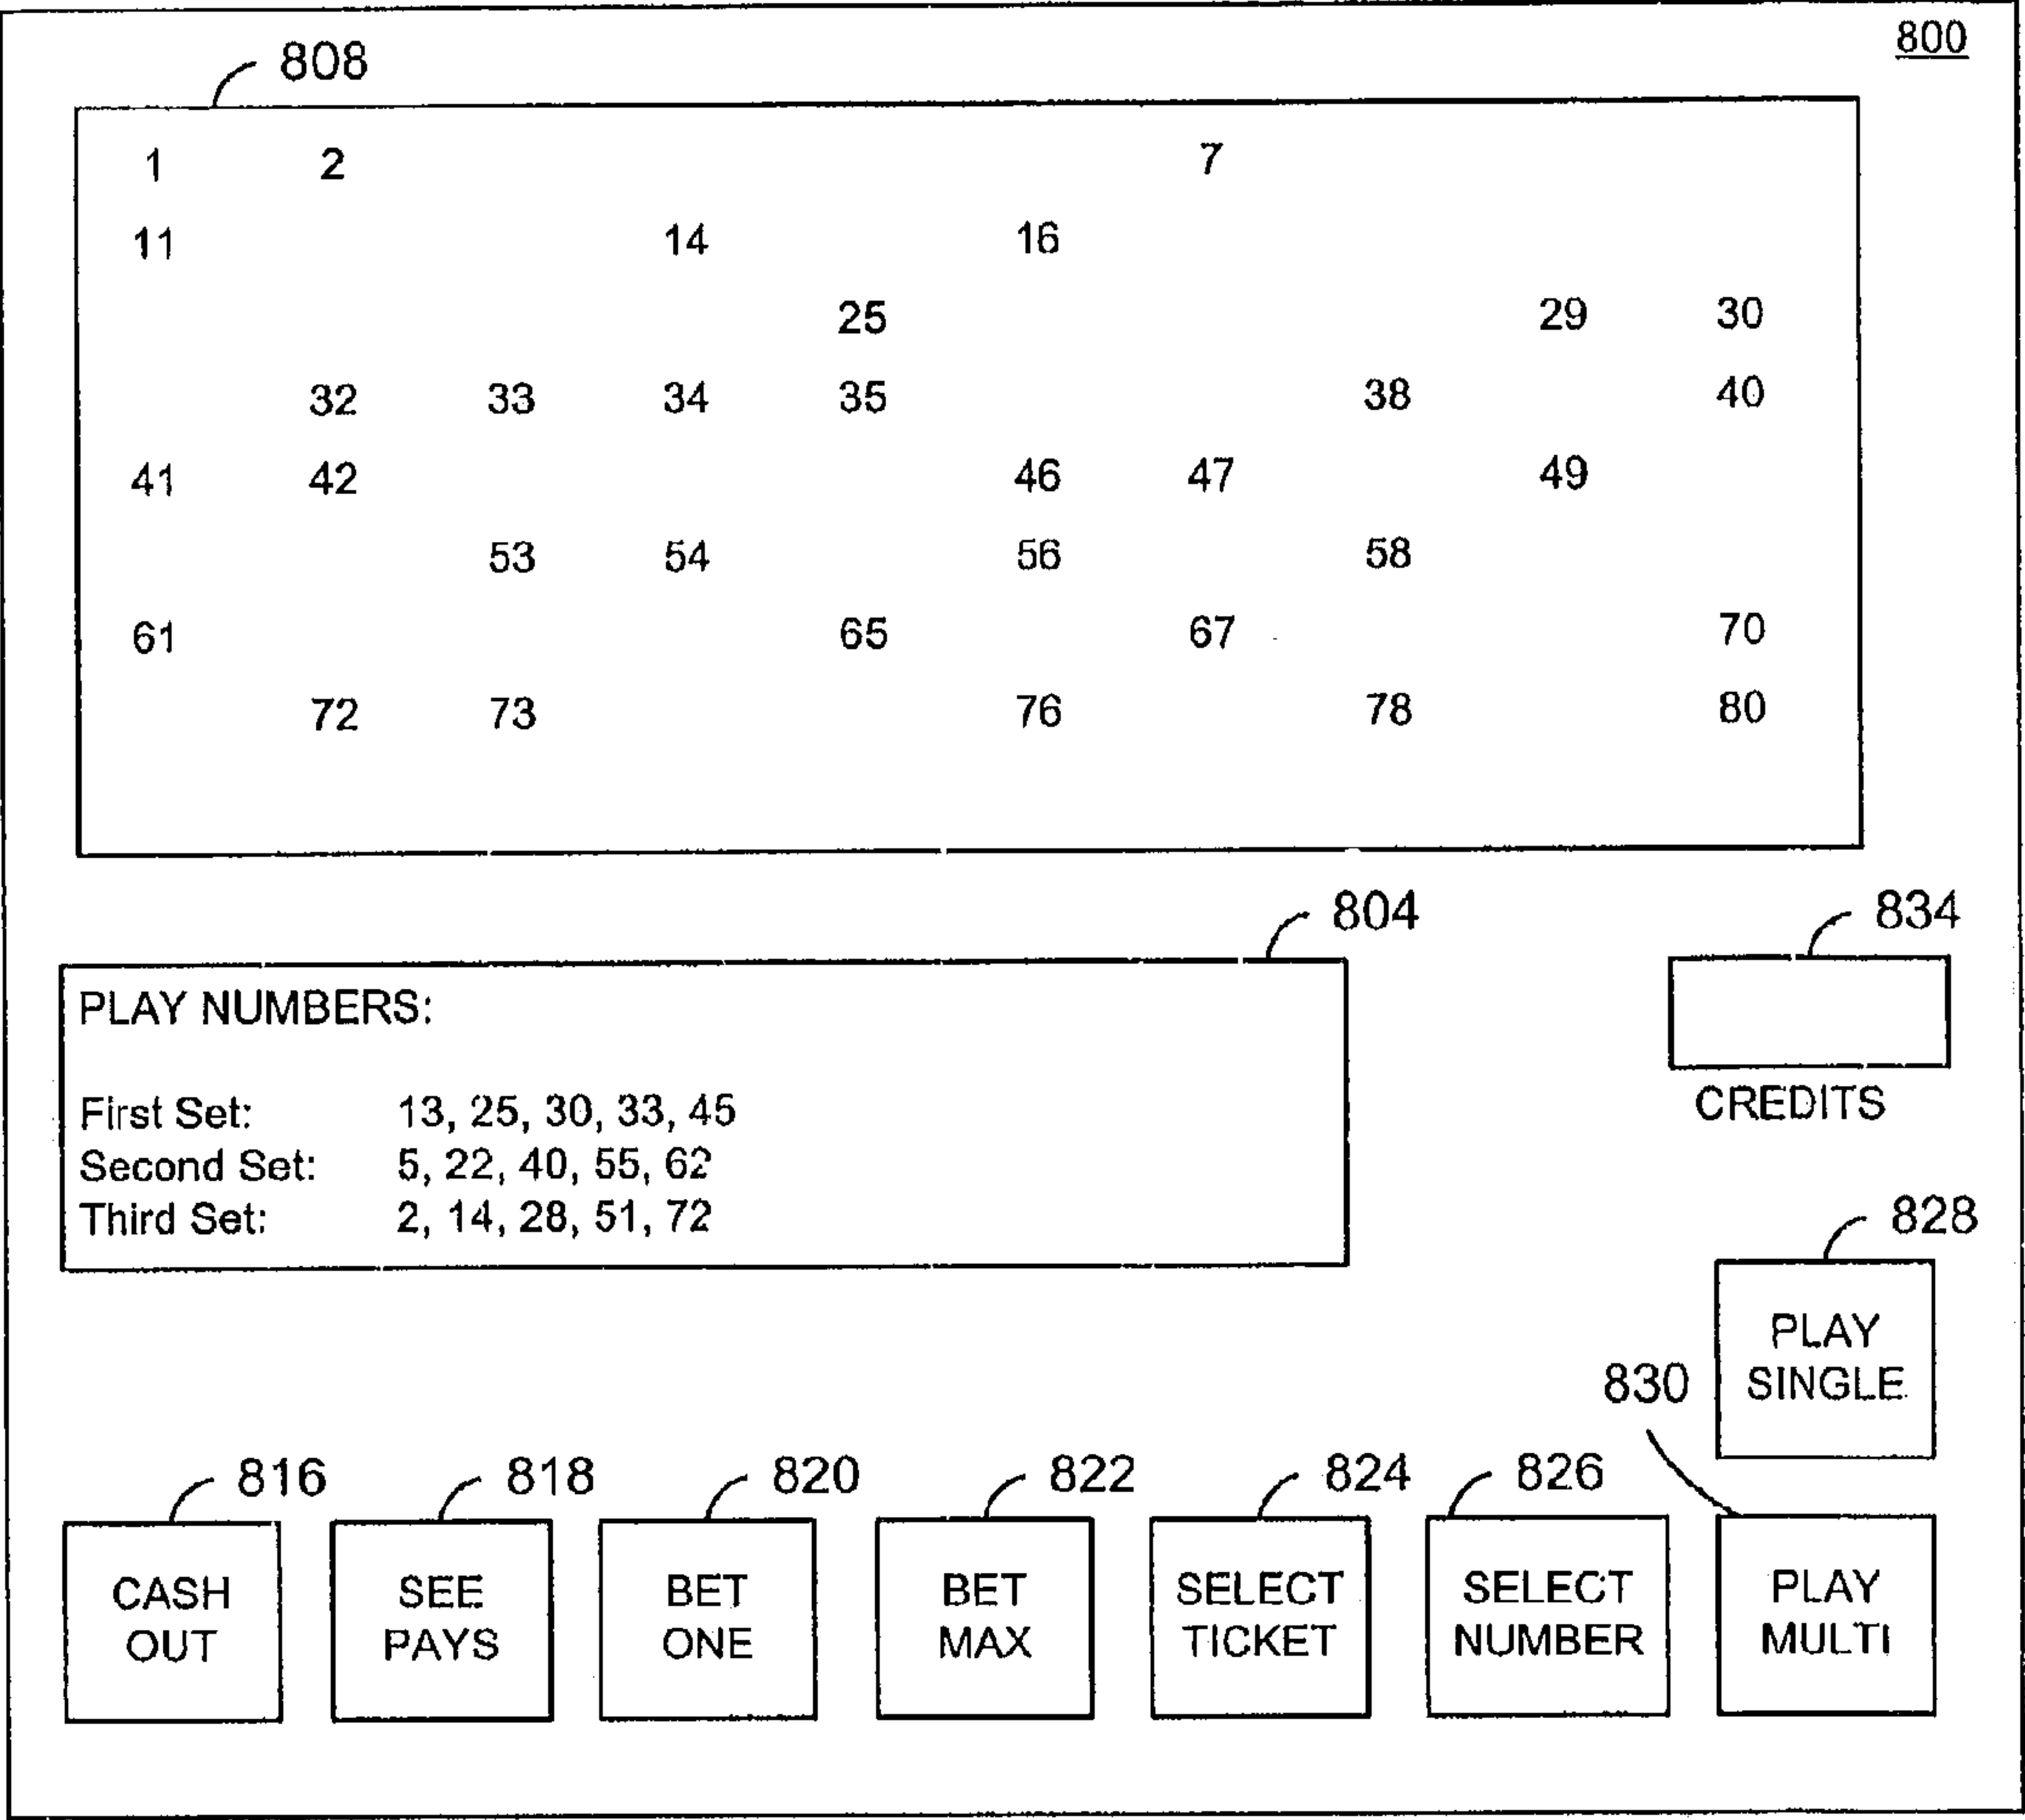 800
808
1 2 7
11 14 16
25 29 30
32 33 34 35 38 40
41 42 46 47 49
53 54 56 58
61 65 67 70
72 73 76 78 80
804
834
PLAY NUMBERS:
First Set: 13, 25, 30, 33, 45
Second Set: 5, 22, 40, 55, 62
Third Set: 2, 14, 28, 51, 72
CREDITS
828
PLAY
SINGLE
830
816
CASH
OUT
818
SEE
PAYS
820
BET
ONE
822
BET
MAX
824
SELECT
TICKET
826
SELECT
NUMBER
PLAY
MULTI